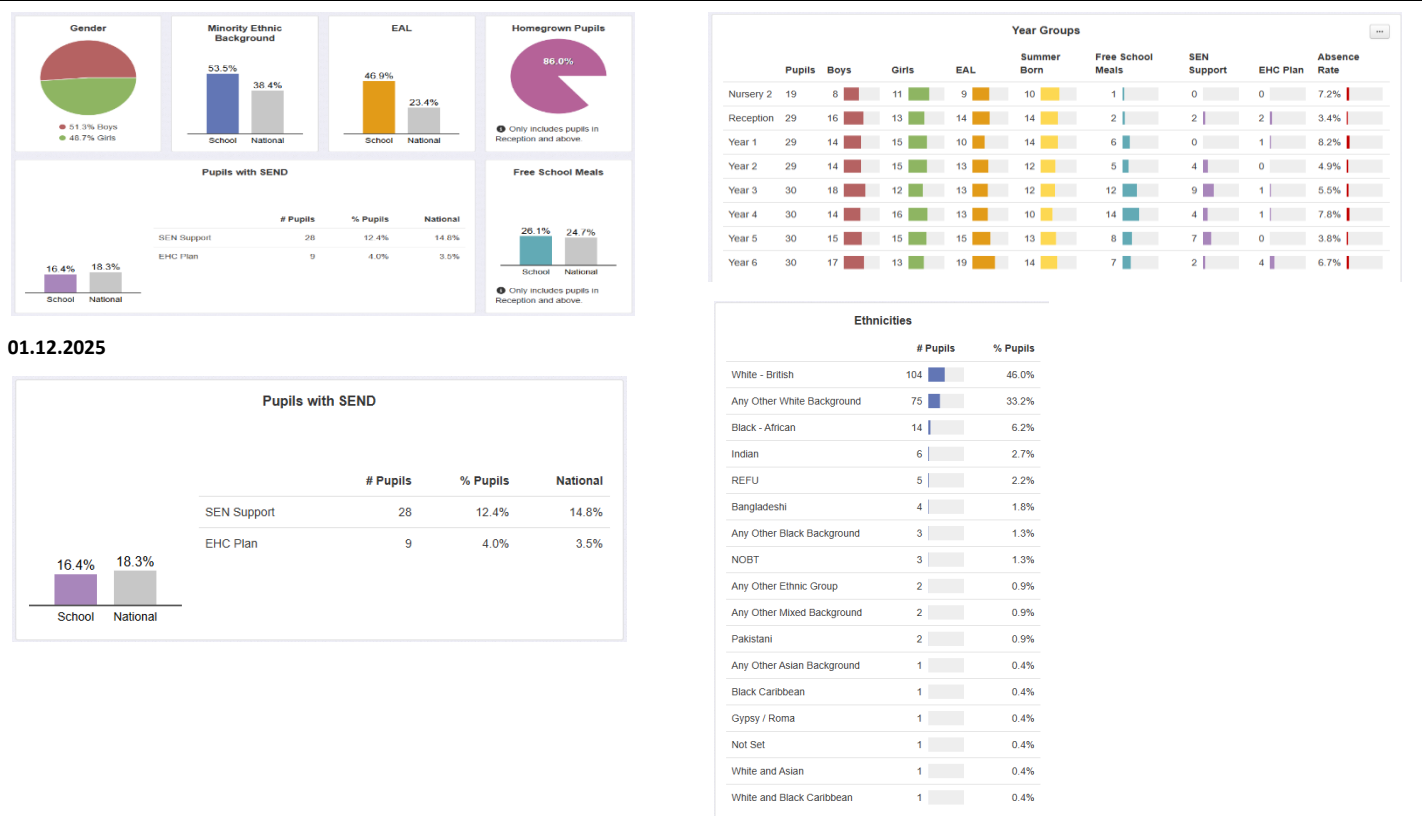 Gender
51.3% Boys
48.7% Girls
Minority Ethnic
Background
53.5%
38.4%
School National
EAL
46.9%
23.4%
School National
Homegrown Pupils
86.0%
Only includes pupils in
Reception and above.
Pupils with SEND
# Pupils % Pupils National
SEN Support 28 12.4% 14.8%
EHC Plan 9 4.0% 3.5%
16.4% 18.3%
School National
Free School Meals
26.1% 24.7%
School National
Only includes pupils in
Reception and above.
01.12.2025
Pupils with SEND
# Pupils % Pupils National
SEN Support 28 12.4% 14.8%
EHC Plan 9 4.0% 3.5%
16.4% 18.3%
School National
Year Groups
...
Pupils Boys Girls EAL Summer Born Free School Meals SEN Support EHC Plan Absence Rate
Nursery 2 19 8 11 9 10 1 0 0 7.2%
Reception 29 16 13 14 14 2 2 2 3.4%
Year 1 29 14 15 10 14 6 0 1 8.2%
Year 2 29 14 15 13 12 5 4 0 4.9%
Year 3 30 18 12 13 12 12 9 1 5.5%
Year 4 30 14 16 13 10 14 4 1 7.8%
Year 5 30 15 15 15 13 8 7 0 3.8%
Year 6 30 17 13 19 14 7 2 4 6.7%
Ethnicities
# Pupils % Pupils
White - British 104 46.0%
Any Other White Background 75 33.2%
Black - African 14 6.2%
Indian 6 2.7%
REFU 5 2.2%
Bangladeshi 4 1.8%
Any Other Black Background 3 1.3%
NOBT 3 1.3%
Any Other Ethnic Group 2 0.9%
Any Other Mixed Background 2 0.9%
Pakistani 2 0.9%
Any Other Asian Background 1 0.4%
Black Caribbean 1 0.4%
Gypsy / Roma 1 0.4%
Not Set 1 0.4%
White and Asian 1 0.4%
White and Black Caribbean 1 0.4%